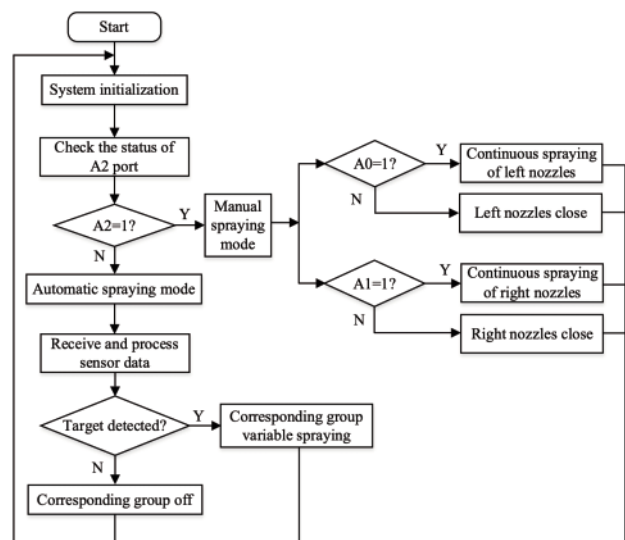 Start
System initialization
Check the status of
A2 port
A2=1?
Y
N
Manual
spraying
mode
A0=1?
Y
N
Continuous spraying
of left nozzles
Left nozzles close
A1=1?
Y
N
Continuous spraying
of right nozzles
Right nozzles close
Automatic spraying mode
Receive and process
sensor data
Target detected?
Y
N
Corresponding group
variable spraying
Corresponding group off